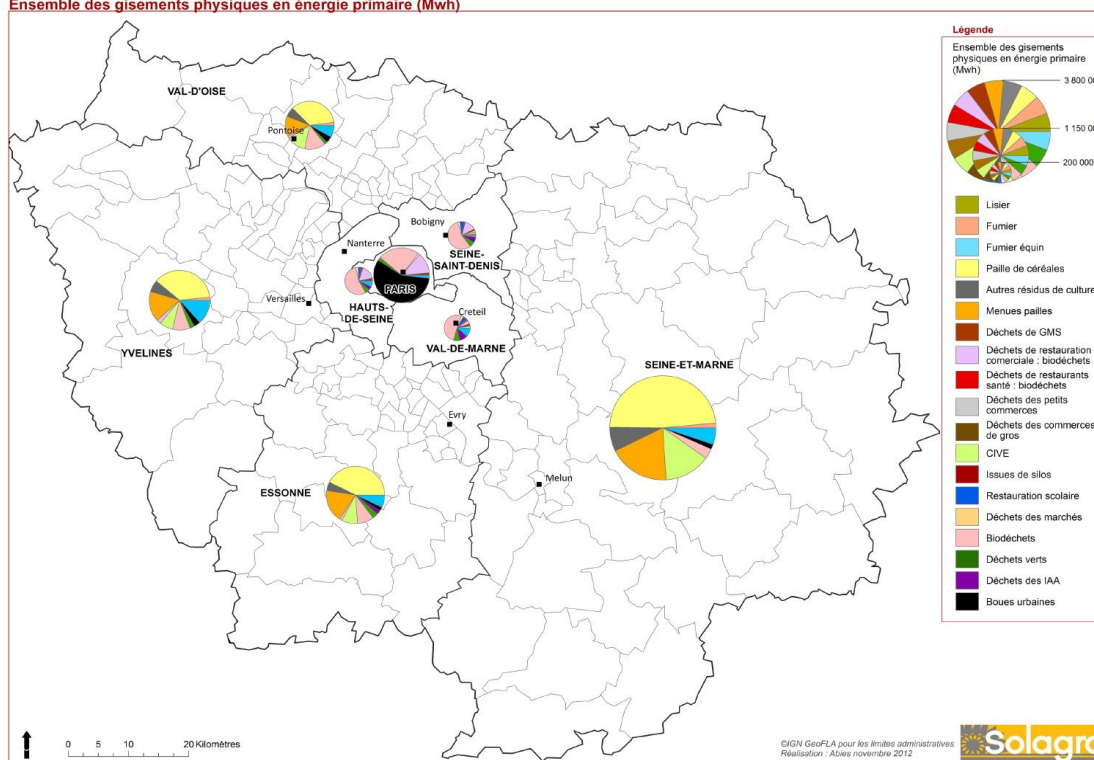 Ensemble des gisements physiques en énergie primaire (Mwh)
VAL-D'OISE
Pontoise
Bobigny
SEINE-
SAINT-DENIS
Nanterre
PARIS
HAUTS-
DE-SEINE
Versailles
Creteil
VAL-DE-MARNE
YVELINES
SEINE-ET-MARNE
Evry
Melun
ESSONNE
0 5 10 20 Kilomètres
©IGN GeoFLA pour les limites administratives
Réalisation : Abies novembre 2012
Solagro
Légende
Ensemble des gisements
physiques en énergie primaire
(Mwh)
3 800 00
1 150 00
200 000
Lisier
Fumier
Fumier équin
Paille de céréales
Autres résidus de culture
Menues pailles
Déchets de GMS
Déchets de restauration
comerciale : biodéchets
Déchets de restaurants
santé : biodéchets
Déchets des petits
commerces
Déchets des commerces
de gros
CIVE
Issues de silos
Restauration scolaire
Déchets des marchés
Biodéchets
Déchets verts
Déchets des IAA
Boues urbaines